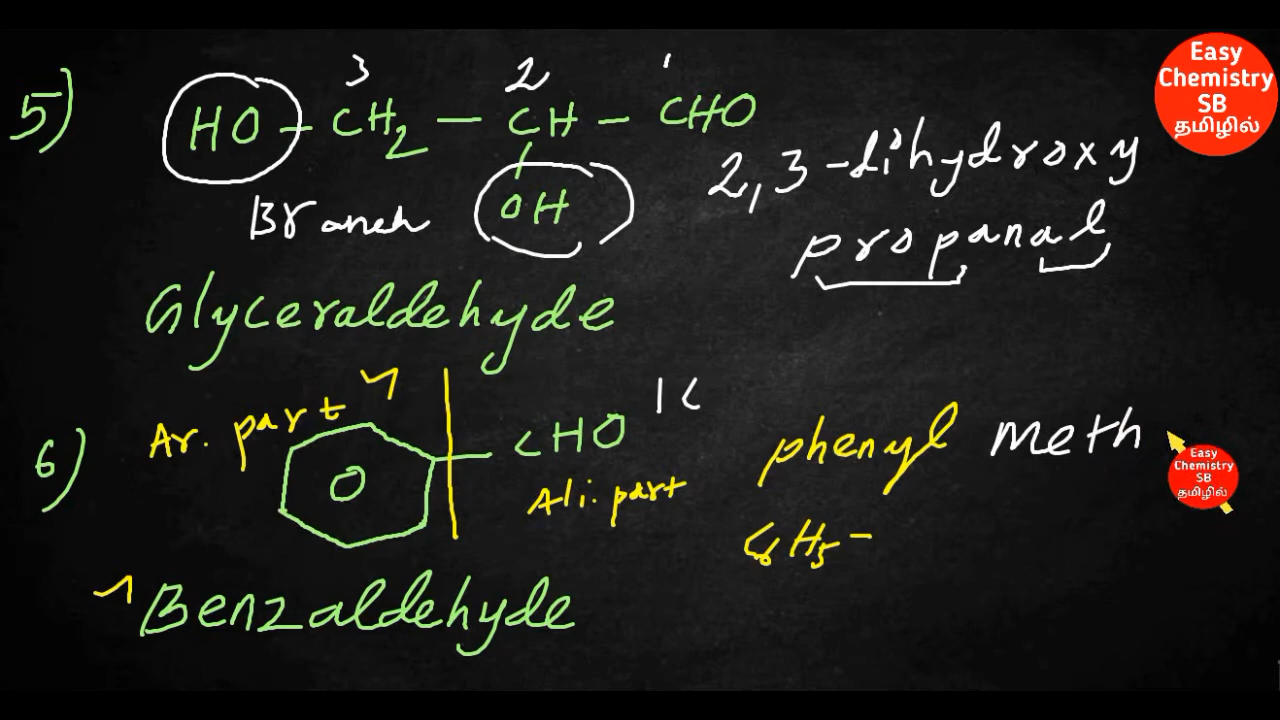 Easy
Chemistry
SB
தமிழில்
3 2 1
5) HO - CH2 - CH - CHO
OH
Branch
2,3-dihydroxy
propanal
Glyceraldehyde
6) Ar. part
CHO
1C
Ali. part
phenyl meth
C6H5-
Easy
Chemistry
SB
தமிழில்
Benzaldehyde